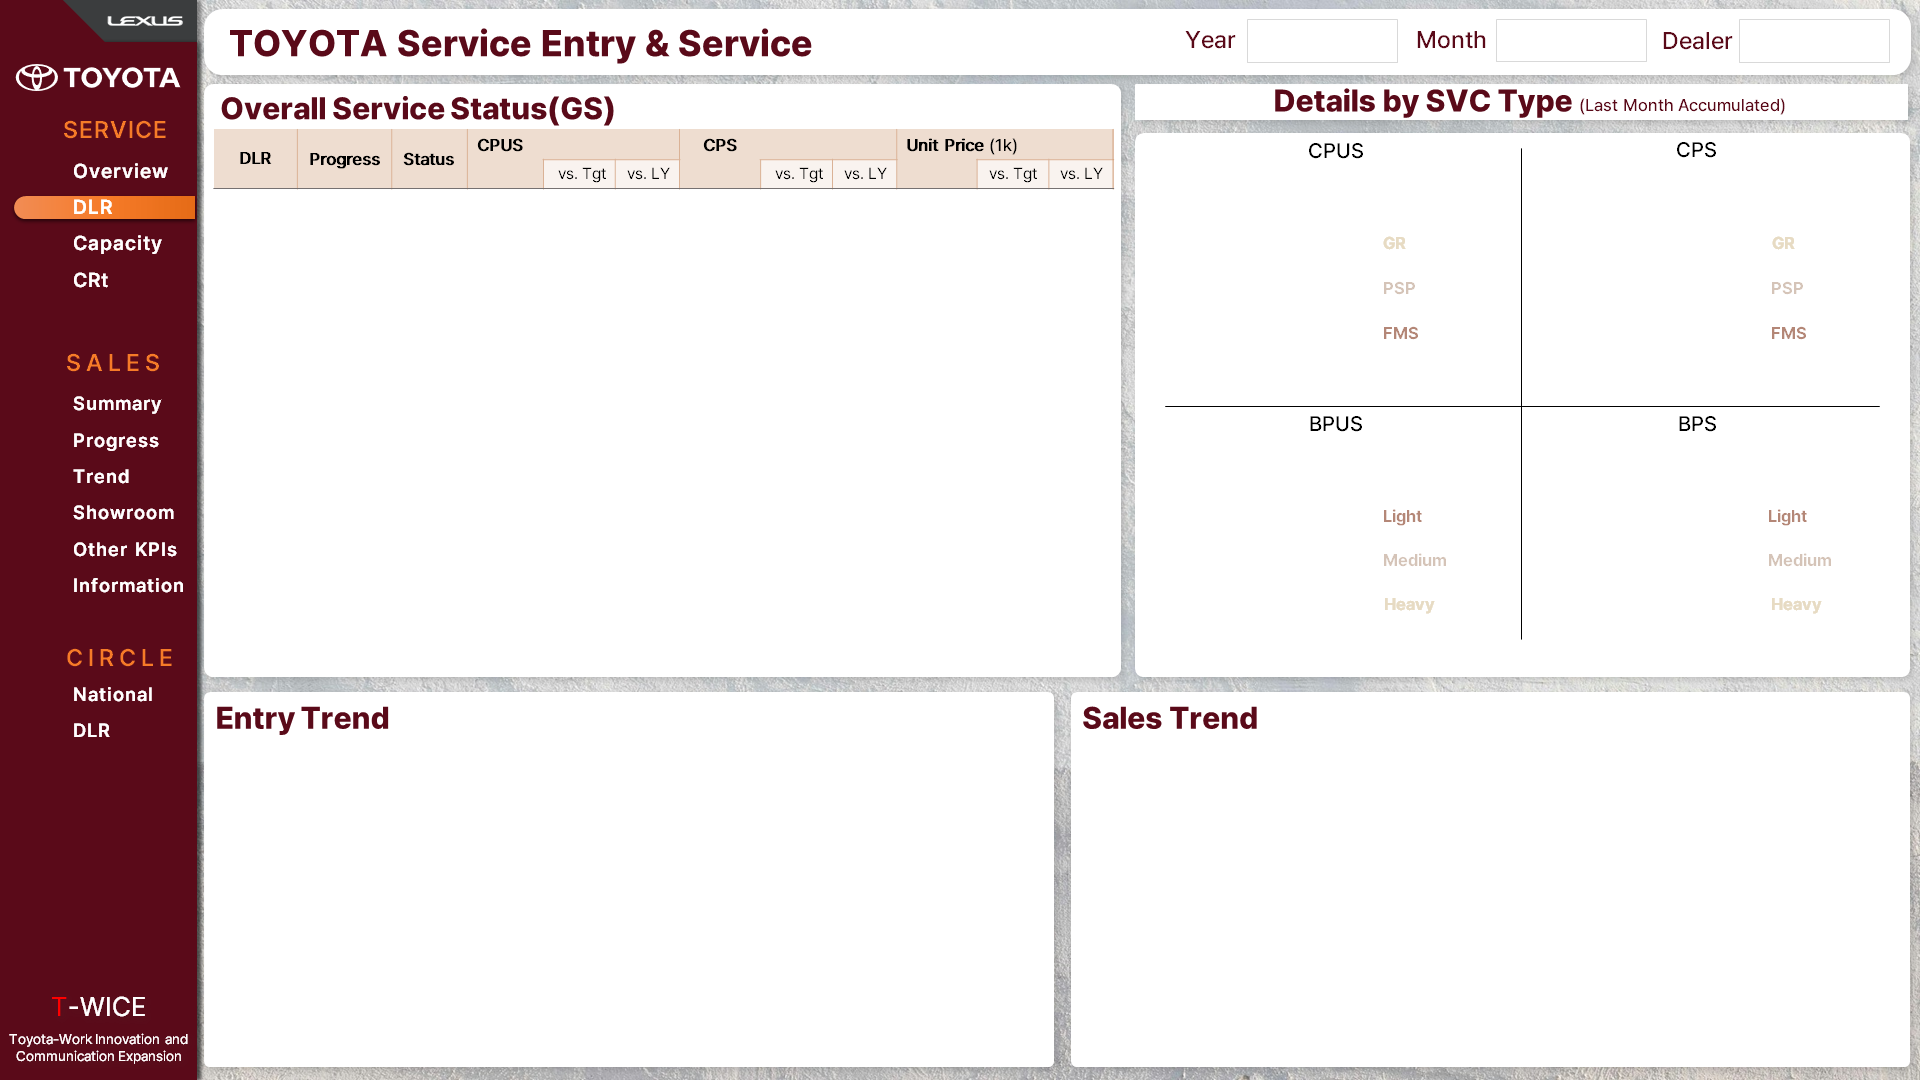 LEXUS
TOYOTA
SERVICE
Overview
DLR
Capacity
CRt
SALES
Summary
Progress
Trend
Showroom
Other KPIs
Information
CIRCLE
National
DLR
T-WICE
Toyota-Work Innovation and
Communication Expansion
TOYOTA Service Entry & Service
Year
Month
Dealer
Overall Service Status(GS)
DLR
Progress
Status
CPUS
vs. Tgt
vs. LY
CPS
vs. Tgt
vs. LY
Unit Price (1k)
vs. Tgt
vs. LY
Details by SVC Type (Last Month Accumulated)
CPUS
GR
PSP
FMS
CPS
GR
PSP
FMS
BPUS
Light
Medium
Heavy
BPS
Light
Medium
Heavy
Entry Trend
Sales Trend